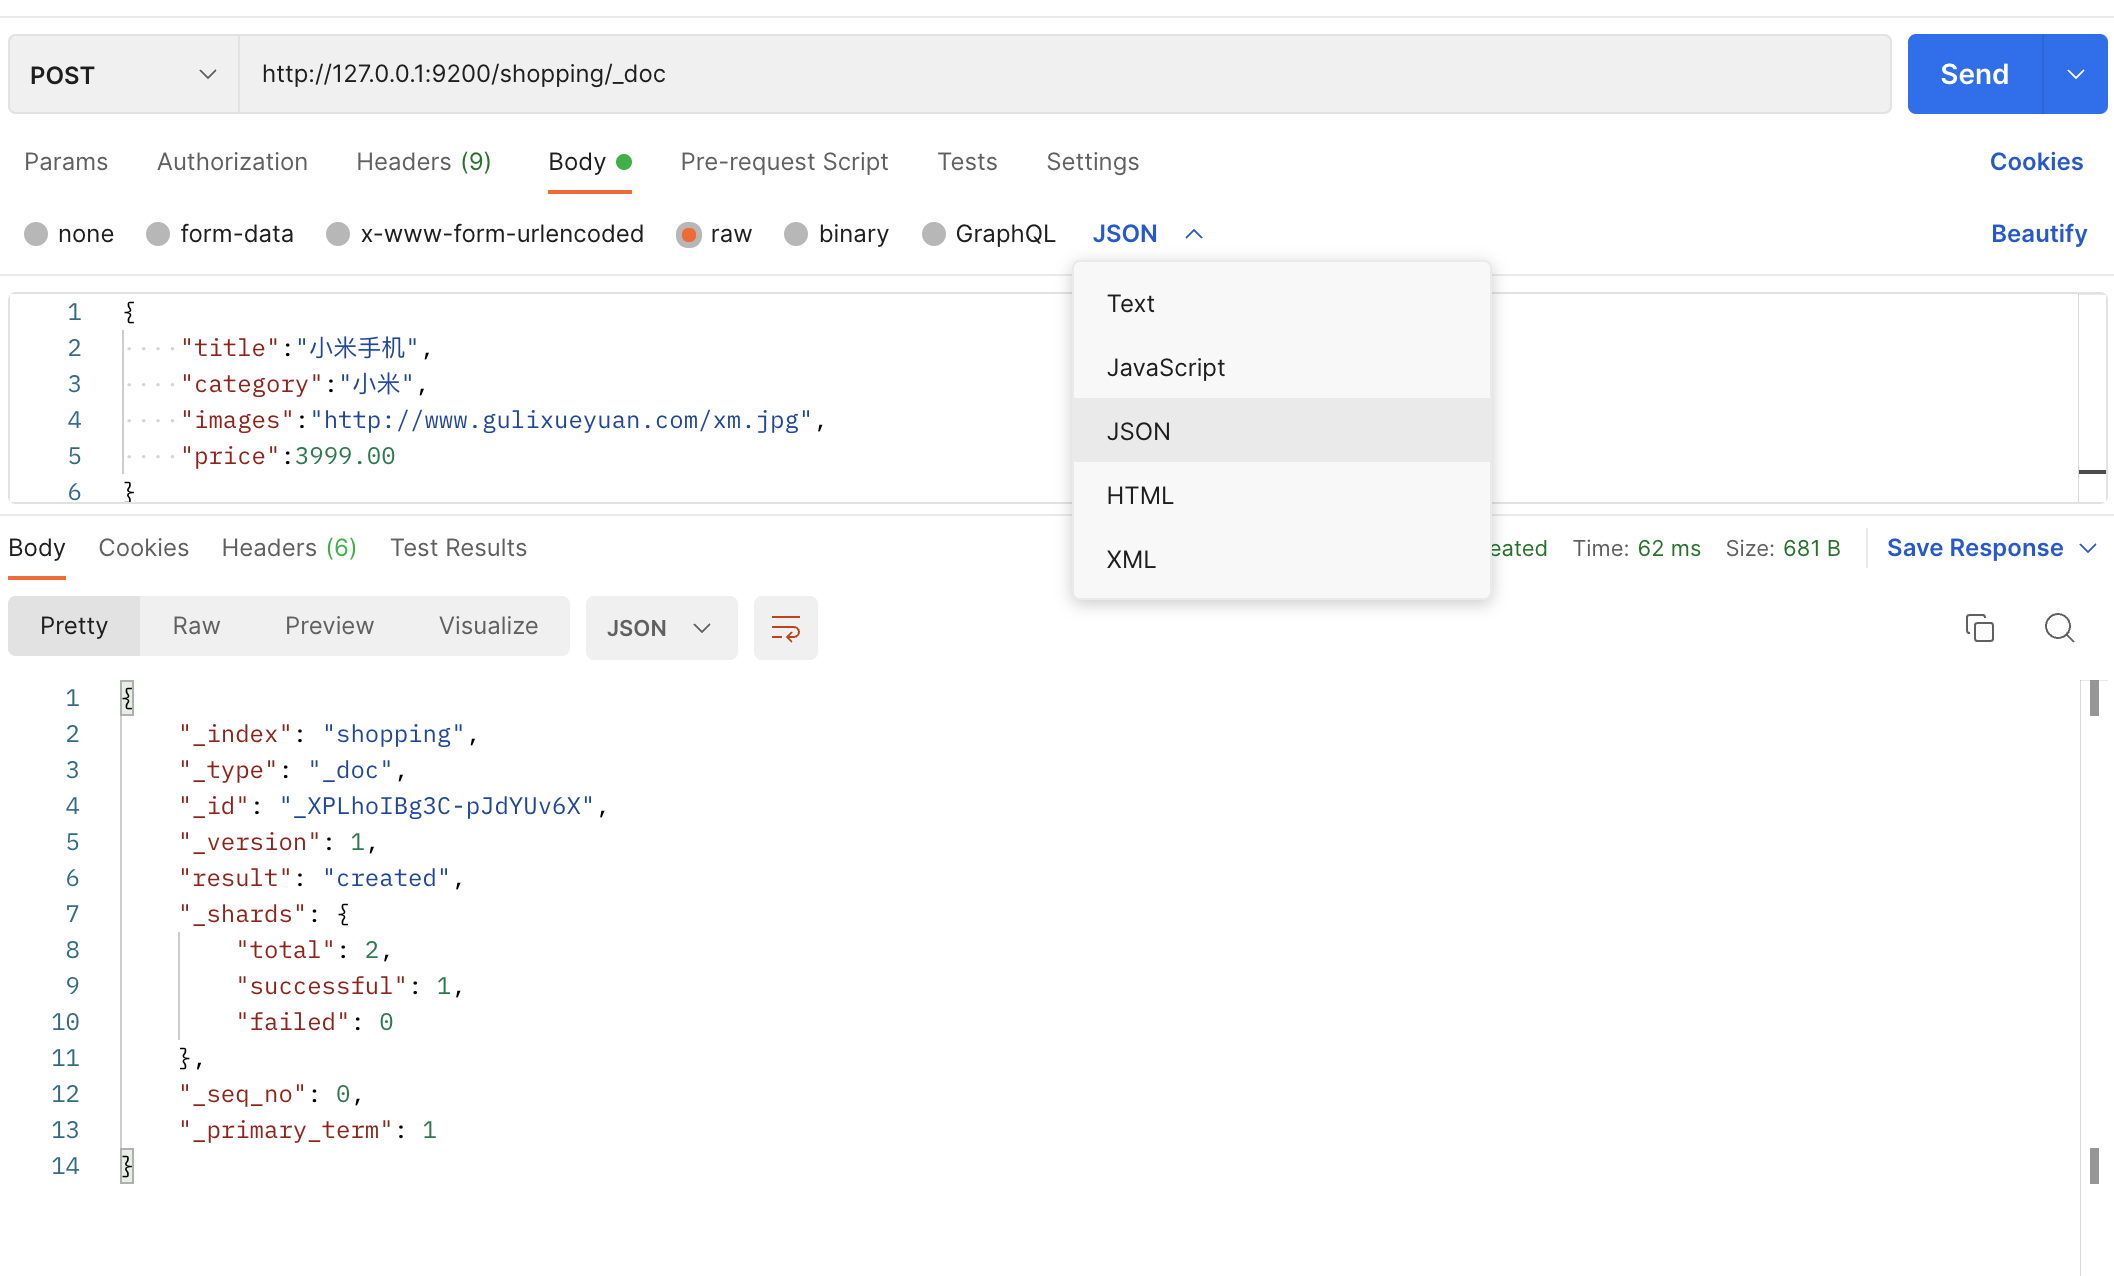 POST http://127.0.0.1:9200/shopping/_doc Send
Params Authorization Headers (9) Body Pre-request Script Tests Settings Cookies
none form-data x-www-form-urlencoded raw binary GraphQL JSON Beautify
Text
JavaScript
JSON
HTML
XML
1 {
2 "title":"小米手机",
3 "category":"小米",
4 "images":"http://www.gulixueyuan.com/xm.jpg",
5 "price":3999.00
6 }
Body Cookies Headers (6) Test Results eated Time: 62 ms Size: 681 B Save Response
Pretty Raw Preview Visualize JSON
1 {
2 "_index": "shopping",
3 "_type": "_doc",
4 "_id": "_XPLhoIBg3C-pJdYUv6X",
5 "_version": 1,
6 "result": "created",
7 "_shards": {
8 "total": 2,
9 "successful": 1,
10 "failed": 0
11 },
12 "_seq_no": 0,
13 "_primary_term": 1
14 }